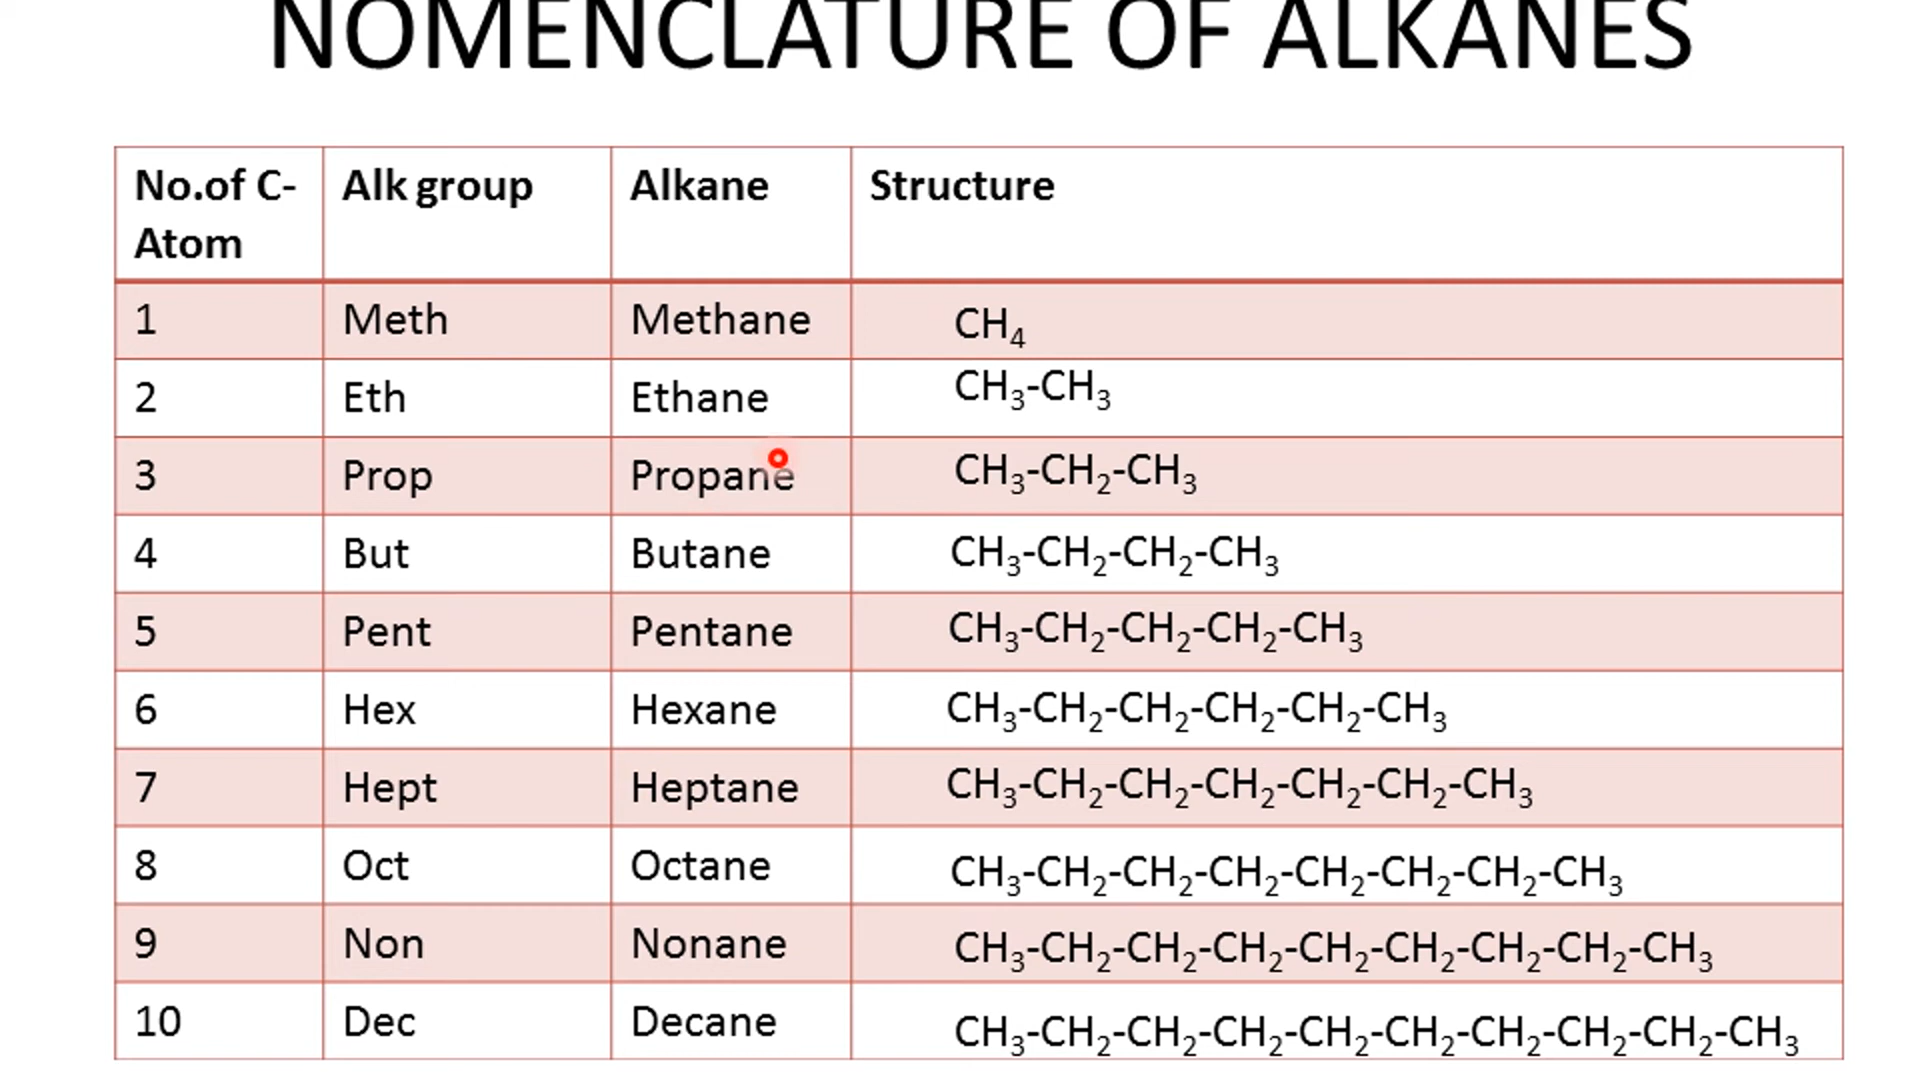 NOMENCLATURE OF ALKANES
No.of C-Atom Alk group Alkane Structure
1 Meth Methane CH₄
2 Eth Ethane CH₃-CH₃
3 Prop Propane CH₃-CH₂-CH₃
4 But Butane CH₃-CH₂-CH₂-CH₃
5 Pent Pentane CH₃-CH₂-CH₂-CH₂-CH₃
6 Hex Hexane CH₃-CH₂-CH₂-CH₂-CH₂-CH₃
7 Hept Heptane CH₃-CH₂-CH₂-CH₂-CH₂-CH₂-CH₃
8 Oct Octane CH₃-CH₂-CH₂-CH₂-CH₂-CH₂-CH₂-CH₃
9 Non Nonane CH₃-CH₂-CH₂-CH₂-CH₂-CH₂-CH₂-CH₂-CH₃
10 Dec Decane CH₃-CH₂-CH₂-CH₂-CH₂-CH₂-CH₂-CH₂-CH₂-CH₃